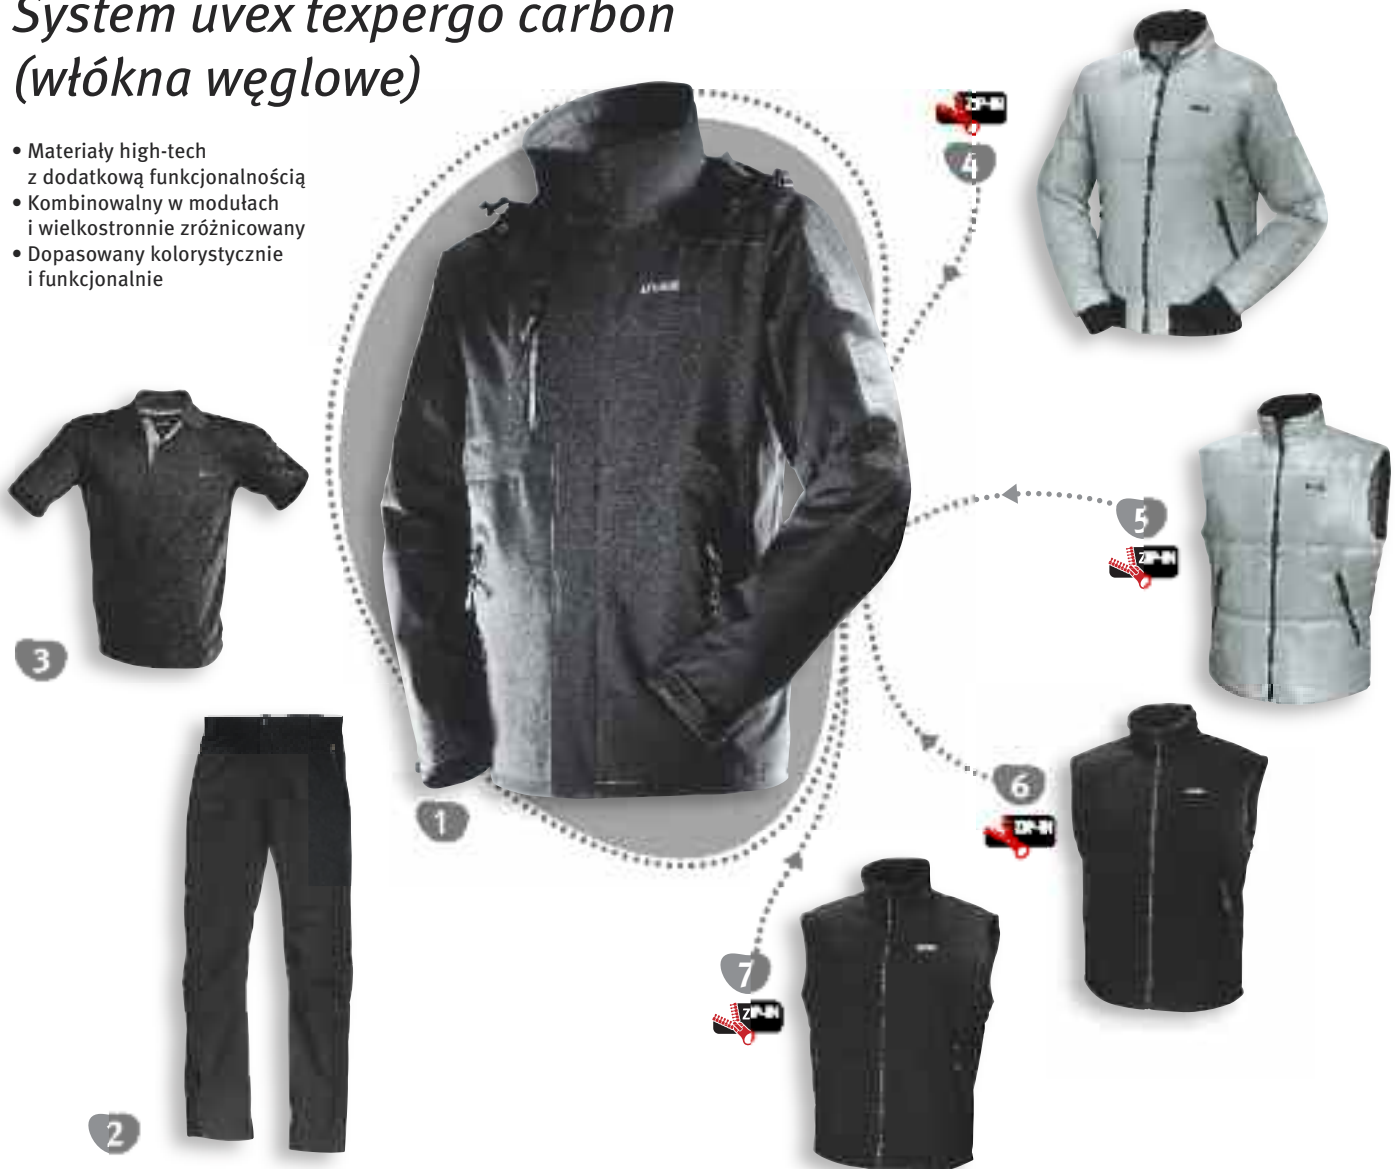 System uvex texpergo carbon
(włókna węglowe)
• Materiały high-tech
z dodatkową funkcjonalnością
• Kombinowalny w modułach
i wielkostronnie zróżnicowany
• Dopasowany kolorystycznie
i funkcjonalnie
ZIP-IN
4
5
ZIP-IN
3
6
ZIP-IN
1
7
ZIP-IN
2